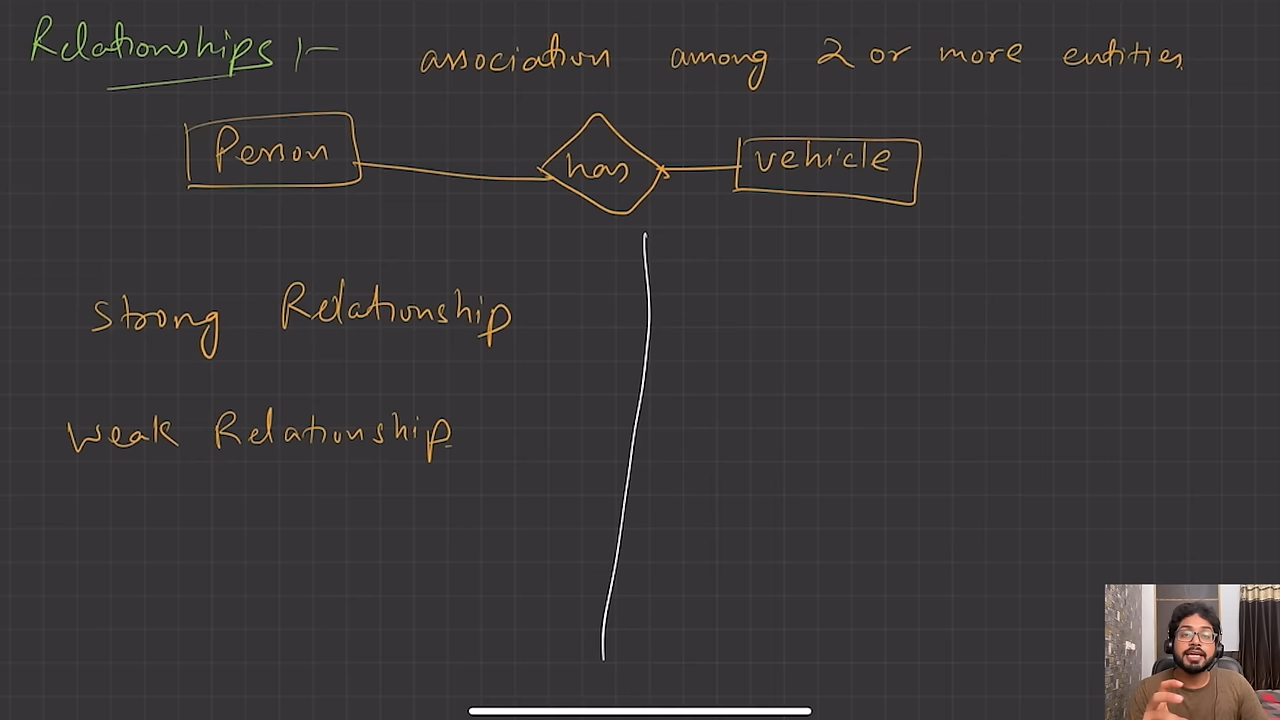 Relationships :- association among 2 or more entities
Person has vehicle
Strong Relationship
Weak Relationship